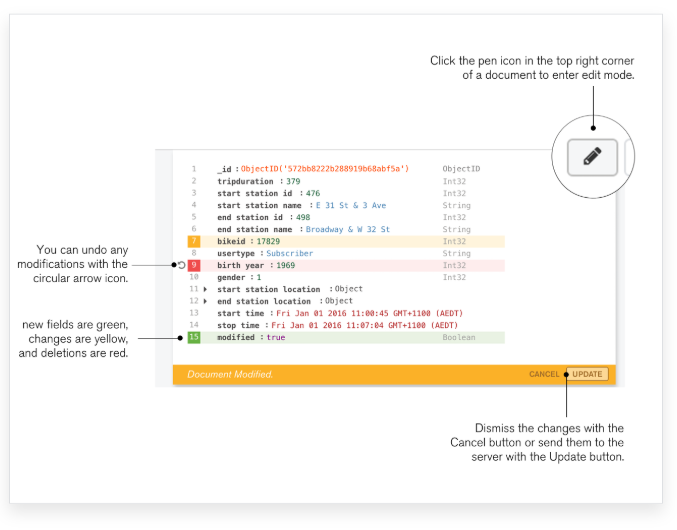 Click the pen icon in the top right corner
of a document to enter edit mode.
1 _id : ObjectID('572bb8222b288919b68abf5a') ObjectID
2 tripduration : 379 Int32
3 start station id : 476 Int32
4 start station name : E 31 St & 3 Ave String
5 end station id : 498 Int32
6 end station name : Broadway & W 32 St String
7 bikeid : 17829 Int32
8 usertype : Subscriber String
9 birth year : 1969 Int32
10 gender : 1 Int32
11 start station location : Object
12 end station location : Object
13 start time : Fri Jan 01 2016 11:00:45 GMT+1100 (AEDT)
14 stop time : Fri Jan 01 2016 11:07:04 GMT+1100 (AEDT)
15 modified : true Boolean
You can undo any
modifications with the
circular arrow icon.
new fields are green,
changes are yellow,
and deletions are red.
Document Modified. CANCEL UPDATE
Dismiss the changes with the
Cancel button or send them to the
server with the Update button.